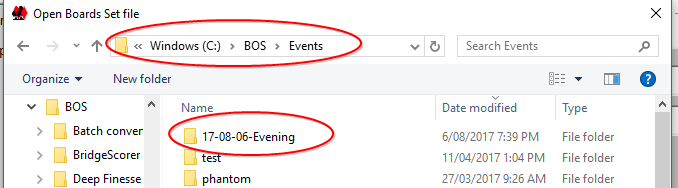 Open Boards Set file
« Windows (C:) > BOS > Events
Search Events
Organize New folder
Name Date modified Type
BOS
Batch conver
BridgeScorer
Deep Finesse
17-08-06-Evening 6/08/2017 7:39 PM File folder
test 11/04/2017 1:04 PM File folder
phantom 27/03/2017 9:26 AM File folder